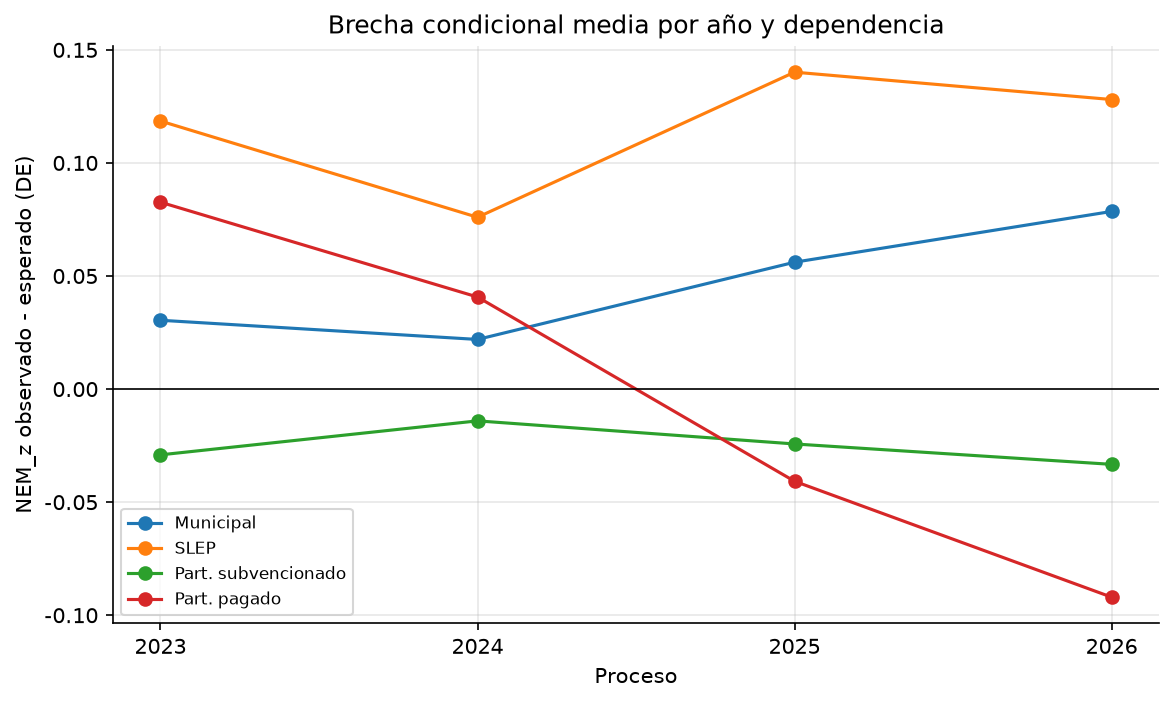 Brecha condicional media por año y dependencia
NEM_z observado - esperado (DE)
0.15
0.10
0.05
0.00
-0.05
-0.10
Municipal
SLEP
Part. subvencionado
Part. pagado
2023
2024
2025
2026
Proceso